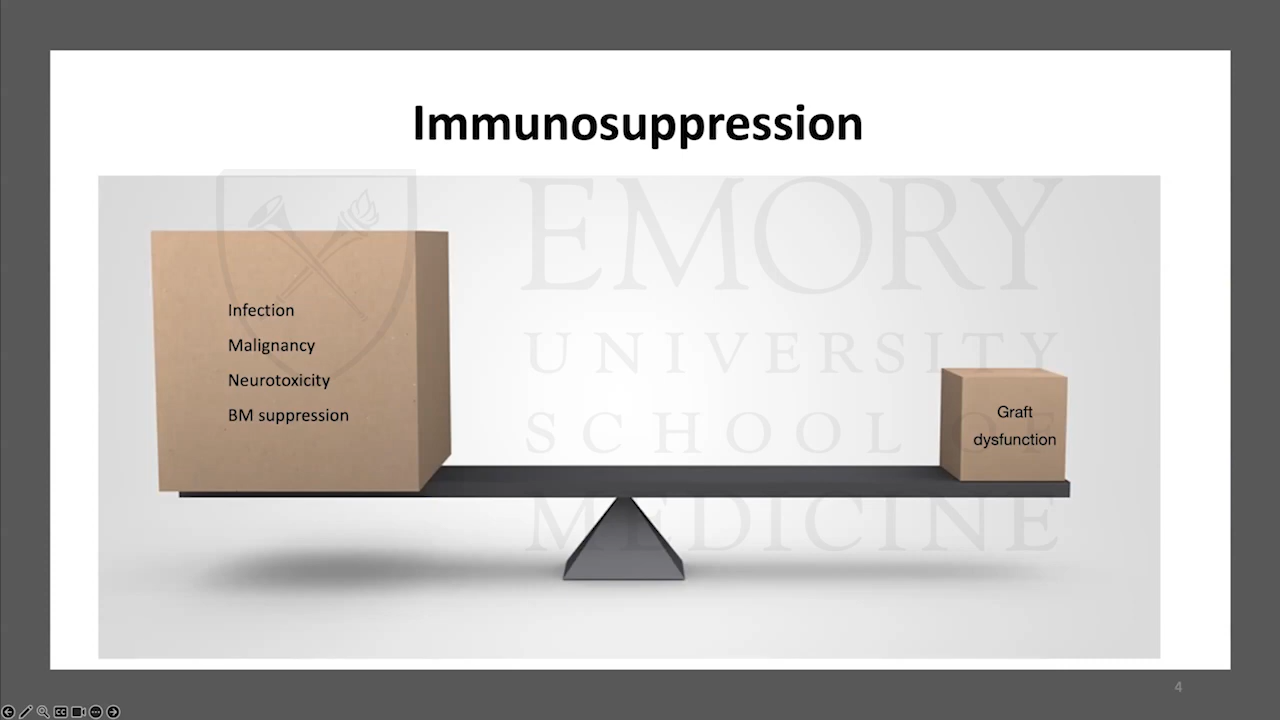 Immunosuppression
EMORY
UNIVERSITY
SCHOOL OF
MEDICINE
Infection
Malignancy
Neurotoxicity
BM suppression
Graft
dysfunction
4